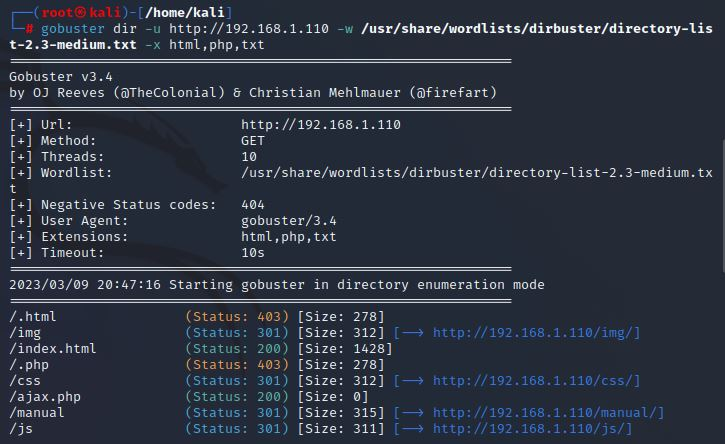 ┌──(root㉿kali)-[/home/kali]
└─# gobuster dir -u http://192.168.1.110 -w /usr/share/wordlists/dirbuster/directory-lis
t-2.3-medium.txt -x html,php,txt
===============================================================
Gobuster v3.4
by OJ Reeves (@TheColonial) & Christian Mehlmauer (@firefart)
===============================================================
[+] Url:                     http://192.168.1.110
[+] Method:                  GET
[+] Threads:                 10
[+] Wordlist:                /usr/share/wordlists/dirbuster/directory-list-2.3-medium.tx
t
[+] Negative Status codes:   404
[+] User Agent:              gobuster/3.4
[+] Extensions:              html,php,txt
[+] Timeout:                 10s
===============================================================
2023/03/09 20:47:16 Starting gobuster in directory enumeration mode
===============================================================
/.html                (Status: 403) [Size: 278]
/img                  (Status: 301) [Size: 312] [--> http://192.168.1.110/img/]
/index.html           (Status: 200) [Size: 1428]
/.php                 (Status: 403) [Size: 278]
/css                  (Status: 301) [Size: 312] [--> http://192.168.1.110/css/]
/ajax.php             (Status: 200) [Size: 0]
/manual               (Status: 301) [Size: 315] [--> http://192.168.1.110/manual/]
/js                   (Status: 301) [Size: 311] [--> http://192.168.1.110/js/]